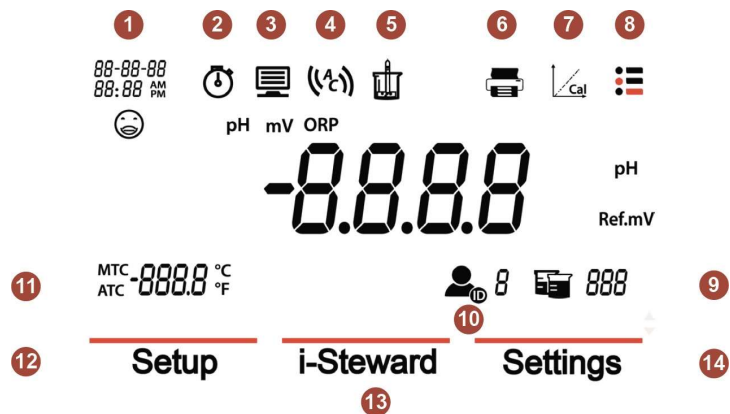 1 2 3 4 5 6 7 8
88-88-88
88:88 AM PM
((AC))
Cal
pH mV ORP
-8.8.8.8
pH
Ref.mV
11
MTC
ATC
-888.8 °C
°F
ID 8
888
9
10
12
Setup i-Steward Settings
14
13